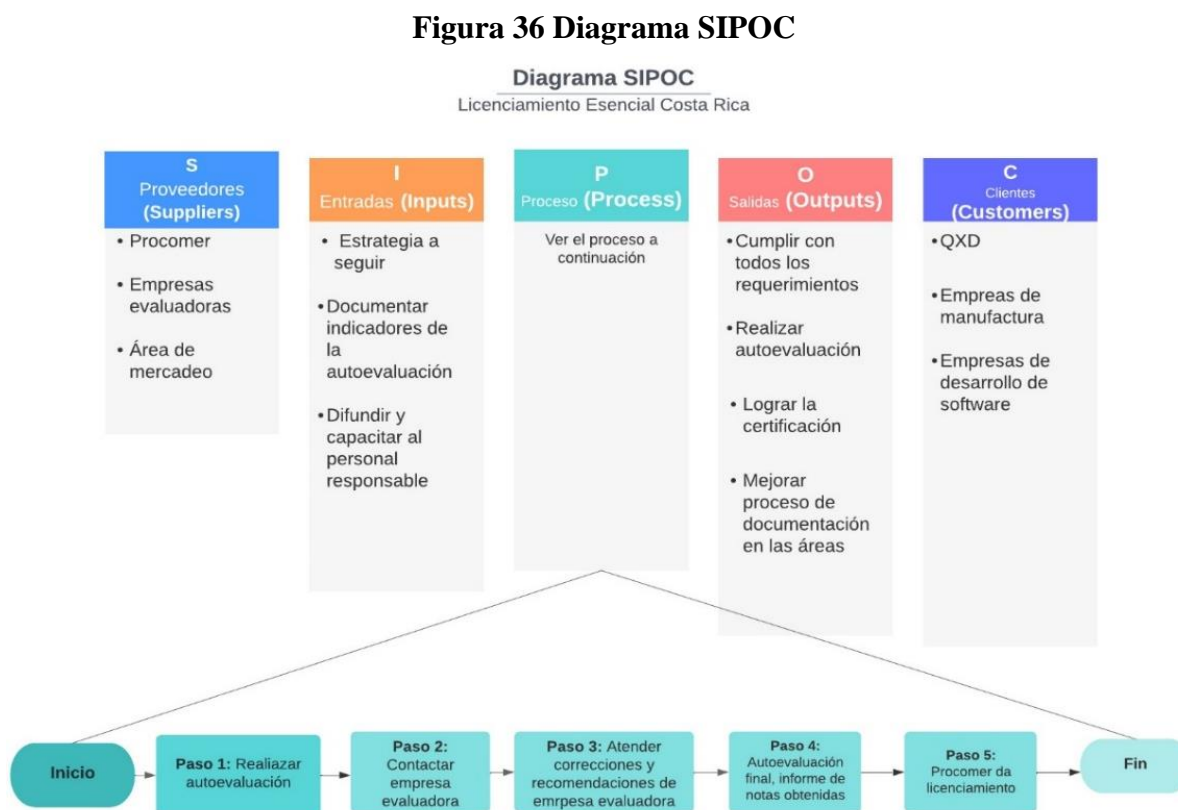 Figura 36 Diagrama SIPOC
Diagrama SIPOC
Licenciamiento Esencial Costa Rica
S
Proveedores
(Suppliers)
• Procomer
• Empresas
evaluadoras
• Área de
mercadeo
I
Entradas (Inputs)
• Estrategia a
seguir
• Documentar
indicadores de
la
autoevaluación
• Difundir y
capacitar al
personal
responsable
P
Proceso (Process)
Ver el proceso a
continuación
O
Salidas (Outputs)
• Cumplir con
todos los
requerimientos
• Realizar
autoevaluación
• Lograr la
certificación
• Mejorar
proceso de
documentación
en las áreas
C
Clientes
(Customers)
• QXD
• Empreas de
manufactura
• Empresas de
desarrollo de
software
Inicio
Paso 1: Realiazar
autoevaluación
Paso 2:
Contactar
empresa
evaluadora
Paso 3: Atender
correcciones y
recomendaciones de
emrpesa evaluadora
Paso 4:
Autoevaluación
final, informe de
notas obtenidas
Paso 5:
Procomer da
licenciamiento
Fin